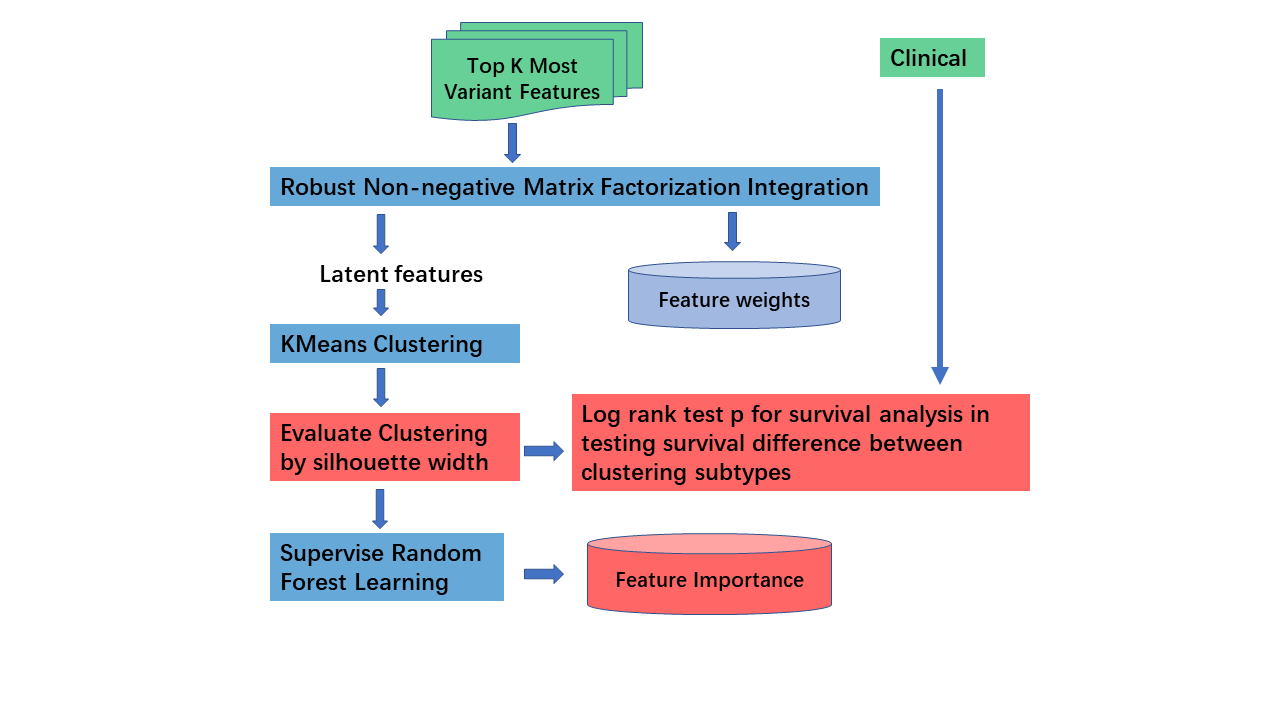 Top K Most
Variant Features
Clinical
Robust Non-negative Matrix Factorization Integration
Latent features
Feature weights
KMeans Clustering
Evaluate Clustering
by silhouette width
Log rank test p for survival analysis in
testing survival difference between
clustering subtypes
Supervise Random
Forest Learning
Feature Importance